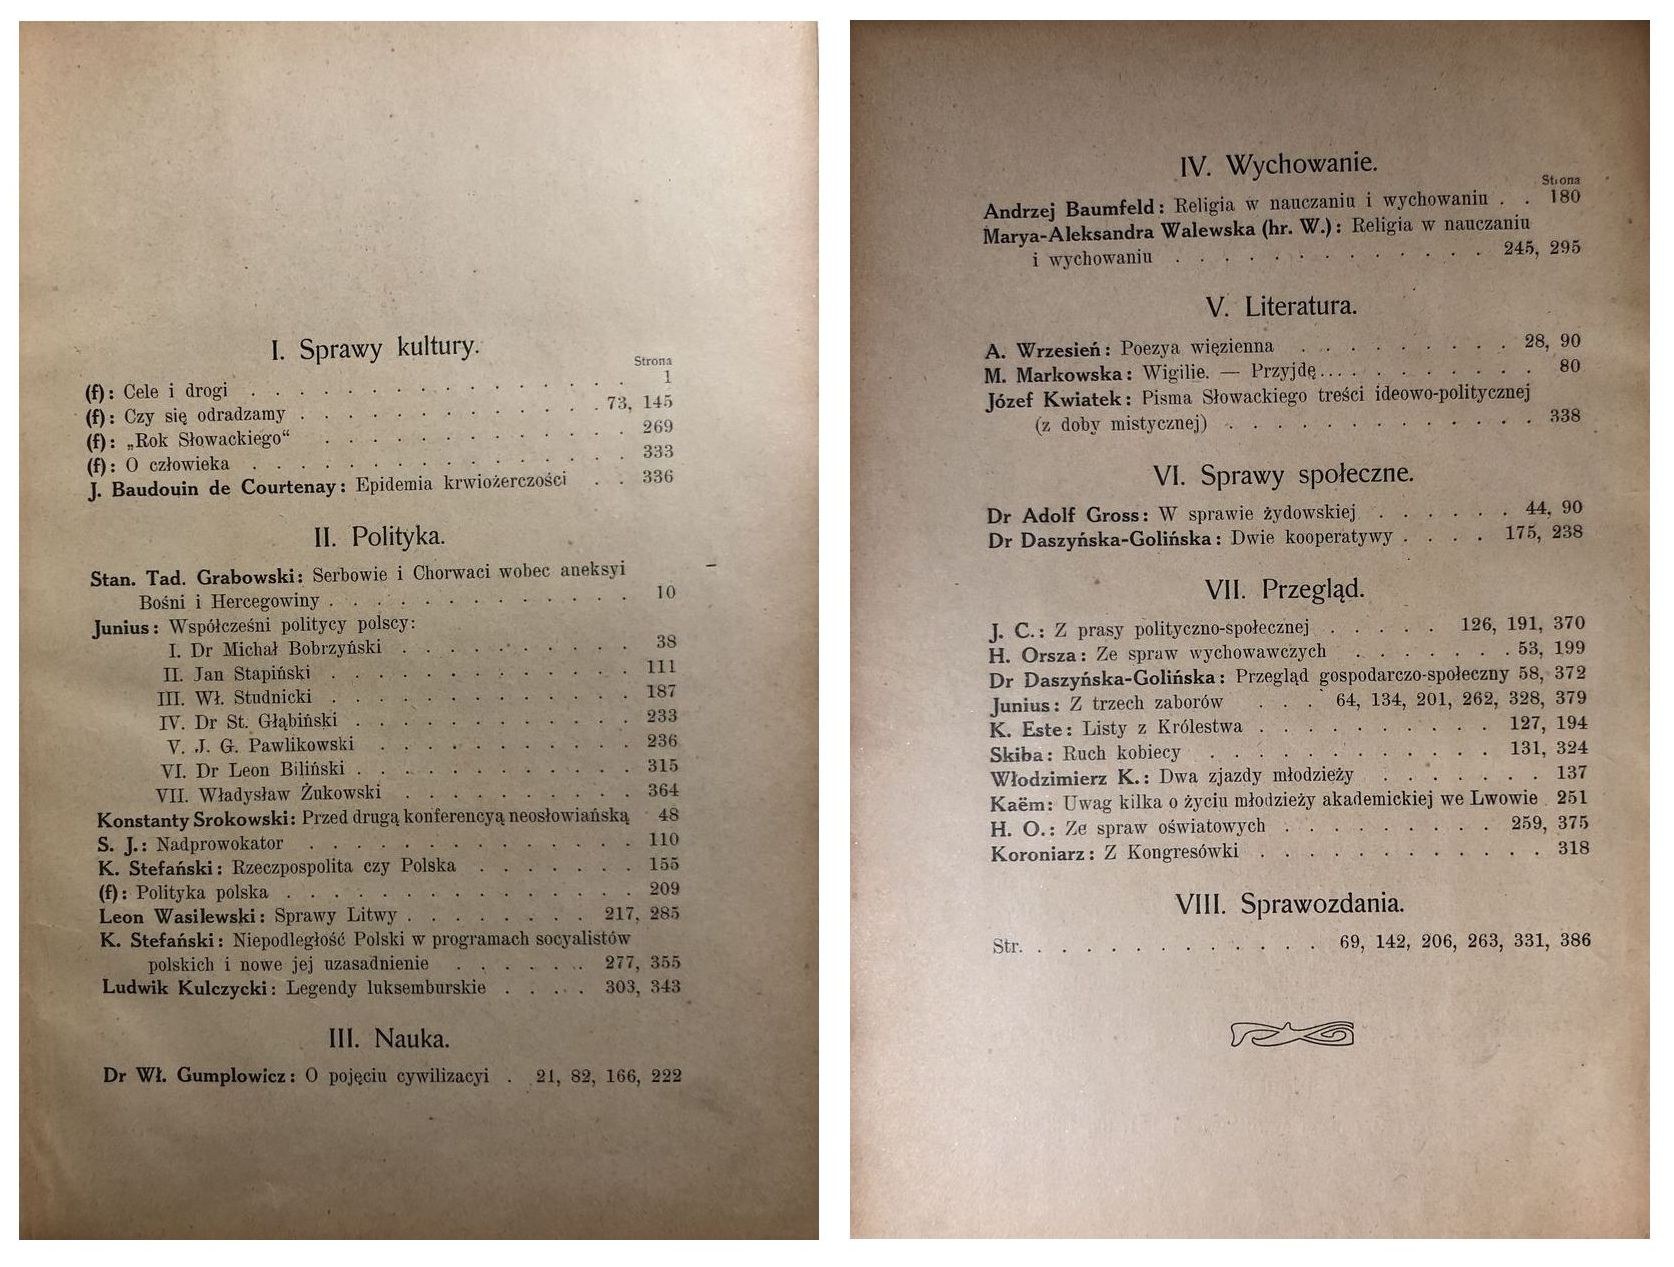 I. Sprawy kultury.
Strona
(f): Cele i drogi . . . . . . . . . . . . . . . . 1
(f): Czy się odradzamy . . . . . . . . . . . . . 73, 145
(f): „Rok Słowackiego“ . . . . . . . . . . . . . 269
(f): O człowieka . . . . . . . . . . . . . . . . 333
J. Baudouin de Courtenay: Epidemia krwiożerczości . . 336
II. Polityka.
Stan. Tad. Grabowski: Serbowie i Chorwaci wobec aneksyi
Bośni i Hercegowiny . . . . . . . . . . . . . 10
Junius: Współcześni politycy polscy:
I. Dr Michał Bobrzyński . . . . . . . . . . 38
II. Jan Stapiński . . . . . . . . . . . . . 111
III. Wł. Studnicki . . . . . . . . . . . . . 187
IV. Dr St. Głąbiński . . . . . . . . . . . . 233
V. J. G. Pawlikowski . . . . . . . . . . . 236
VI. Dr Leon Biliński . . . . . . . . . . . . 315
VII. Władysław Żukowski . . . . . . . . . . 364
Konstanty Srokowski: Przed drugą konferencyą neosłowiańską 48
S. J.: Nadprowokator . . . . . . . . . . . . . . 110
K. Stefański: Rzeczpospolita czy Polska . . . . . . . 155
(f): Polityka polska . . . . . . . . . . . . . . . 209
Leon Wasilewski: Sprawy Litwy . . . . . . . . 217, 285
K. Stefański: Niepodległość Polski w programach socyalistów
polskich i nowe jej uzasadnienie . . . . . . 277, 355
Ludwik Kulczycki: Legendy luksemburskie . . . . . 303, 343
III. Nauka.
Dr Wł. Gumplowicz: O pojęciu cywilizacyi . 21, 82, 166, 222
IV. Wychowanie.
Strona
Andrzej Baumfeld: Religia w nauczaniu i wychowaniu . . 180
Marya-Aleksandra Walewska (hr. W.): Religia w nauczaniu
i wychowaniu . . . . . . . . . . . . . 245, 295
V. Literatura.
A. Wrzesień: Poezya więzienna . . . . . . . . . 28, 90
M. Markowska: Wigilie. — Przyjdę... . . . . . . . . 80
Józef Kwiatek: Pisma Słowackiego treści ideowo-politycznej
(z doby mistycznej) . . . . . . . . . . . . . 338
VI. Sprawy społeczne.
Dr Adolf Gross: W sprawie żydowskiej . . . . . . 44, 90
Dr Daszyńska-Golińska: Dwie kooperatywy . . . . 175, 238
VII. Przegląd.
J. C.: Z prasy polityczno-społecznej . . . . . 126, 191, 370
H. Orsza: Ze spraw wychowawczych . . . . . . . 53, 199
Dr Daszyńska-Golińska: Przegląd gospodarczo-społeczny 58, 372
Junius: Z trzech zaborów . . . 64, 134, 201, 262, 328, 379
K. Este: Listy z Królestwa . . . . . . . . . . 127, 194
Skiba: Ruch kobiecy . . . . . . . . . . . . 131, 324
Włodzimierz K.: Dwa zjazdy młodzieży . . . . . . . 137
Kaëm: Uwag kilka o życiu młodzieży akademickiej we Lwowie . 251
H. O.: Ze spraw oświatowych . . . . . . . . . 259, 375
Koroniarz: Z Kongresówki . . . . . . . . . . . . 318
VIII. Sprawozdania.
Str. . . . . . . . . . . . . . 69, 142, 206, 263, 331, 386